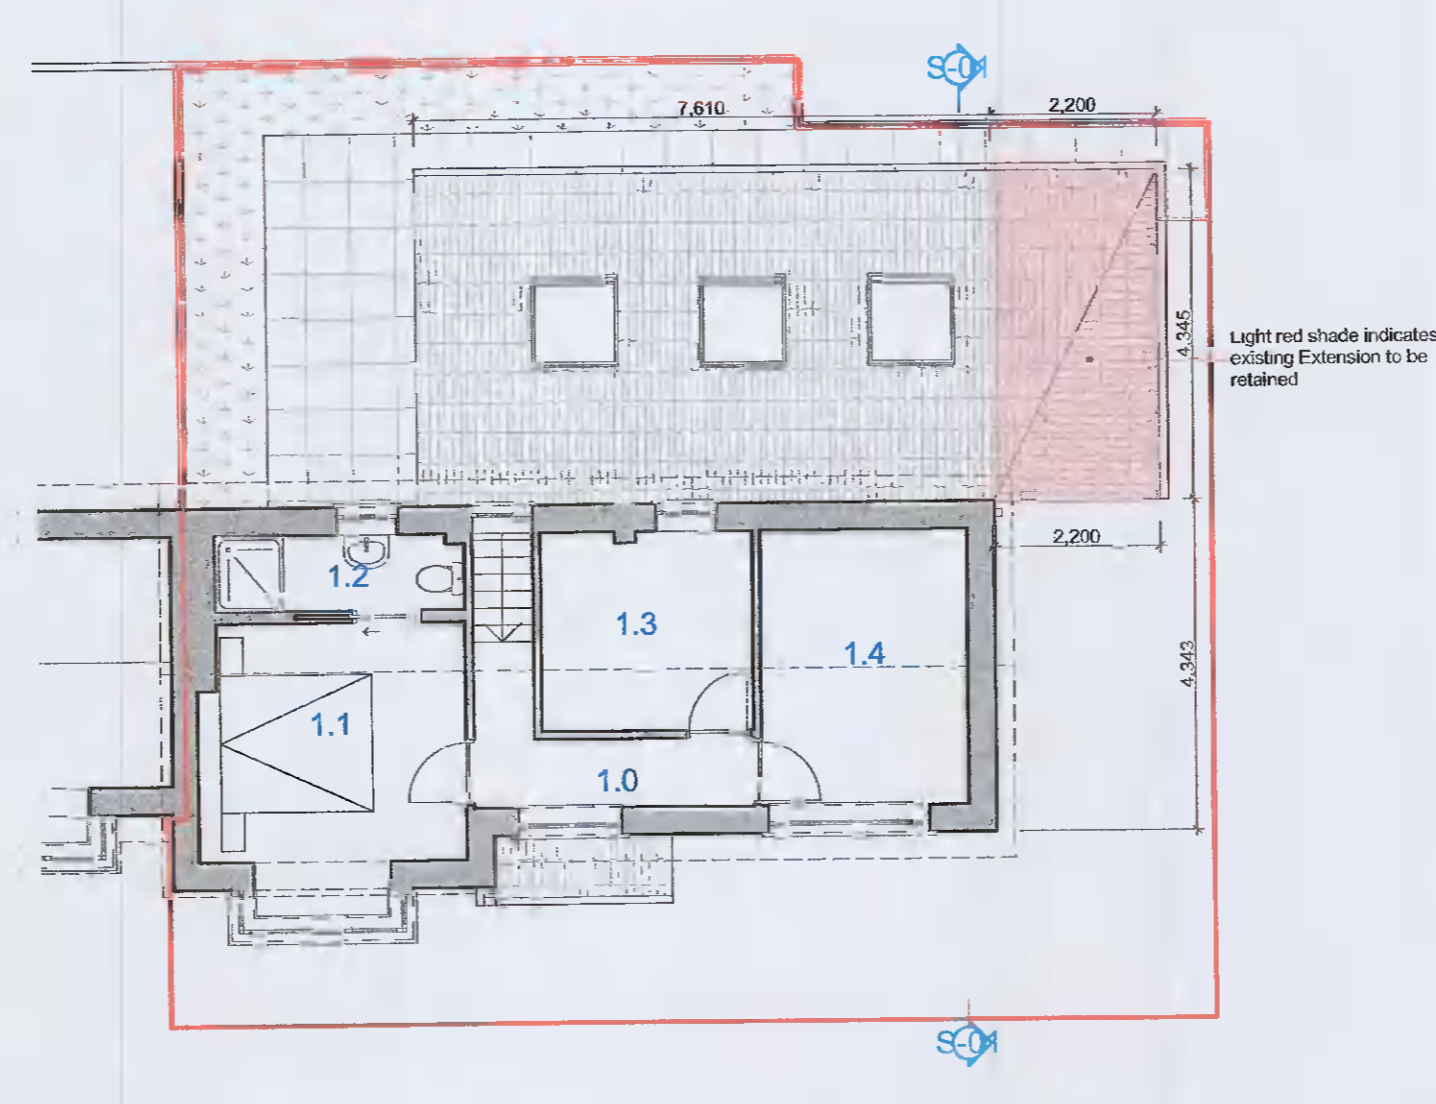 S-01
7,610
2,200
4,345
Light red shade indicates
existing Extension to be
retained
2,200
1.2
1.3
1.4
4,343
1.1
1.0
S-01